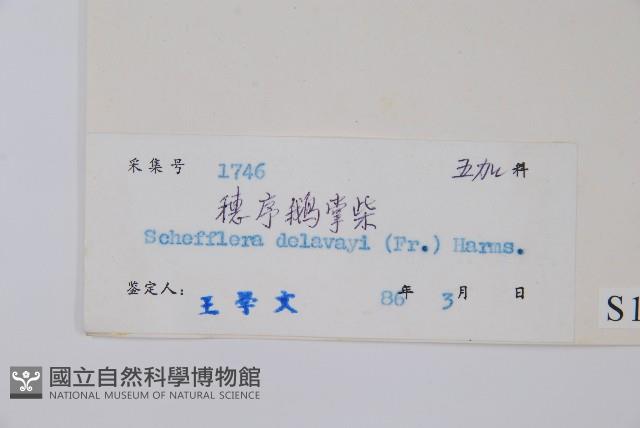 采集号 1746 五加科
穗序鹅掌柴
Schefflera delavayi (Fr.) Harms.
鉴定人: 王学文 86年 3月 日
S1
國立自然科學博物館
NATIONAL MUSEUM OF NATURAL SCIENCE